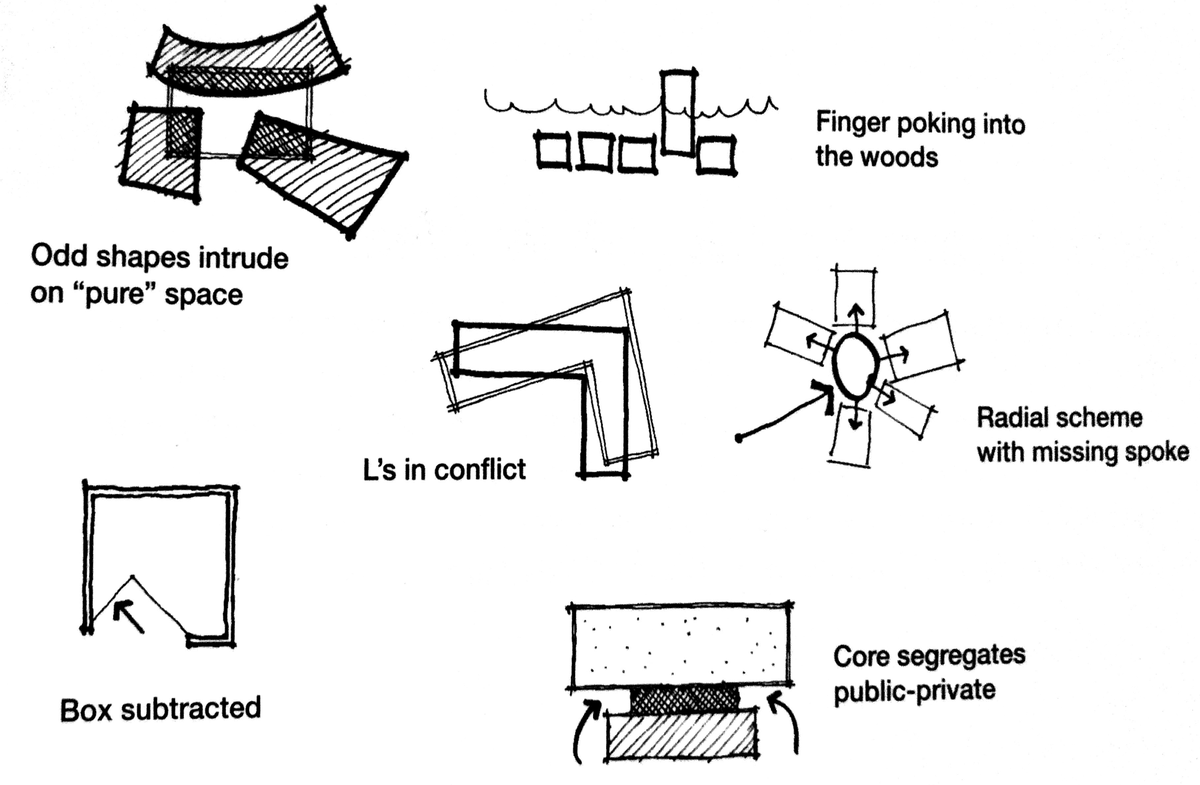 Odd shapes intrude
on “pure” space
Finger poking into
the woods
L’s in conflict
Radial scheme
with missing spoke
Box subtracted
Core segregates
public-private